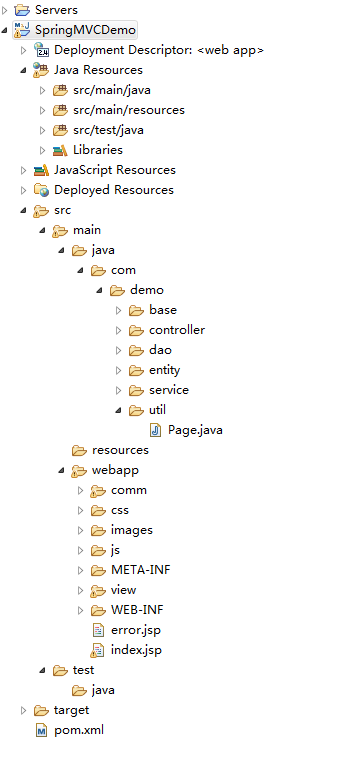 Servers
SpringMVCDemo
Deployment Descriptor: <web app>
Java Resources
src/main/java
src/main/resources
src/test/java
Libraries
JavaScript Resources
Deployed Resources
src
main
java
com
demo
base
controller
dao
entity
service
util
Page.java
resources
webapp
comm
css
images
js
META-INF
view
WEB-INF
error.jsp
index.jsp
test
java
target
pom.xml